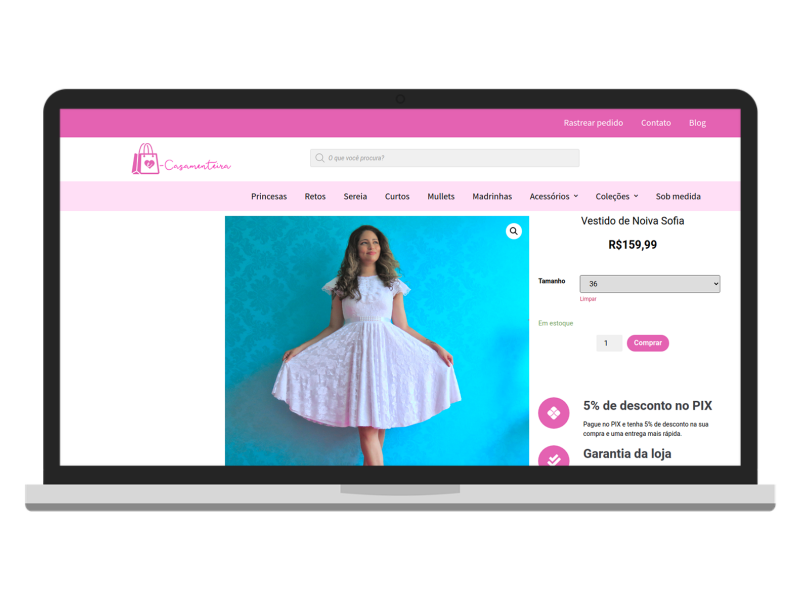 Rastrear pedido Contato Blog
-Casamenteira
O que você procura?
Princesas Retos Sereia Curtos Mullets Madrinhas Acessórios Coleções Sob medida
Vestido de Noiva Sofia
R$159,99
Tamanho 36
Limpar
Em estoque
1 Comprar
5% de desconto no PIX
Pague no PIX e tenha 5% de desconto na sua
compra e uma entrega mais rápida.
Garantia da loja